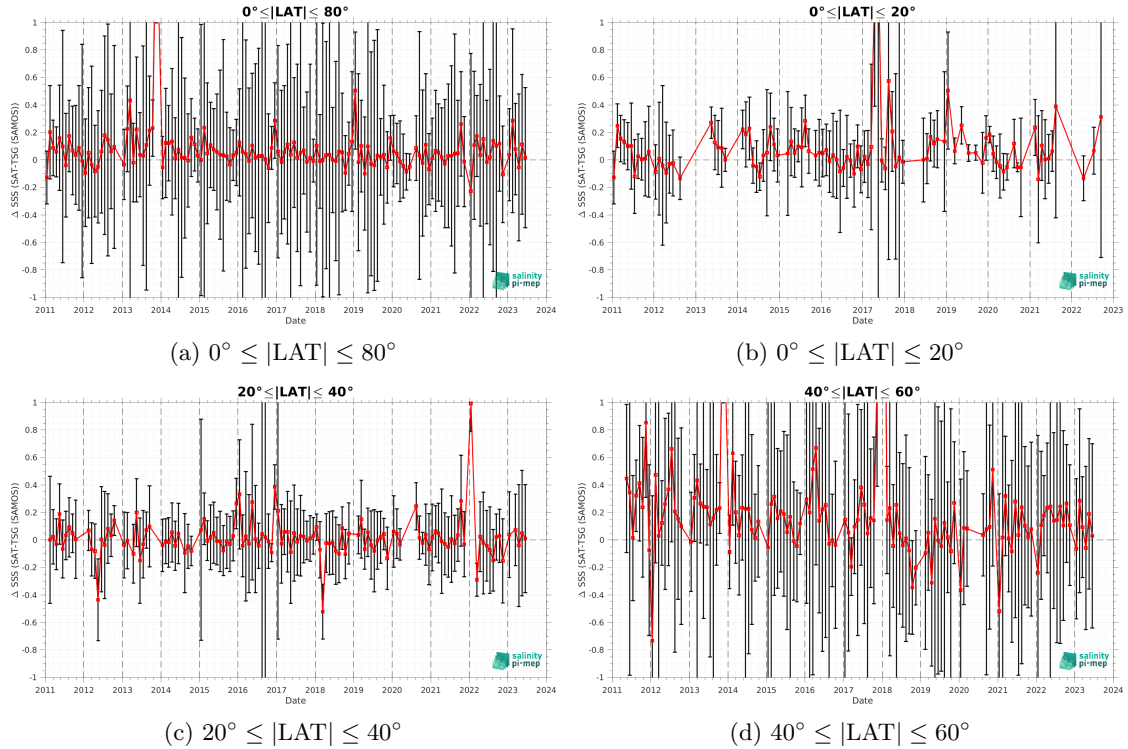 0°≤|LAT|≤ 80°
Δ SSS (SAT-TSG (SAMOS))
1
0.8
0.6
0.4
0.2
0
-0.2
-0.4
-0.6
-0.8
-1
2011 2012 2013 2014 2015 2016 2017 2018 2019 2020 2021 2022 2023 2024
Date
salinity
pi-mep
(a) 0° ≤ |LAT| ≤ 80°
0°≤|LAT|≤ 20°
Δ SSS (SAT-TSG (SAMOS))
1
0.8
0.6
0.4
0.2
0
-0.2
-0.4
-0.6
-0.8
-1
2011 2012 2013 2014 2015 2016 2017 2018 2019 2020 2021 2022 2023 2024
Date
salinity
pi-mep
(b) 0° ≤ |LAT| ≤ 20°
20°≤|LAT|≤ 40°
Δ SSS (SAT-TSG (SAMOS))
1
0.8
0.6
0.4
0.2
0
-0.2
-0.4
-0.6
-0.8
-1
2011 2012 2013 2014 2015 2016 2017 2018 2019 2020 2021 2022 2023 2024
Date
salinity
pi-mep
(c) 20° ≤ |LAT| ≤ 40°
40°≤|LAT|≤ 60°
Δ SSS (SAT-TSG (SAMOS))
1
0.8
0.6
0.4
0.2
0
-0.2
-0.4
-0.6
-0.8
-1
2011 2012 2013 2014 2015 2016 2017 2018 2019 2020 2021 2022 2023 2024
Date
salinity
pi-mep
(d) 40° ≤ |LAT| ≤ 60°